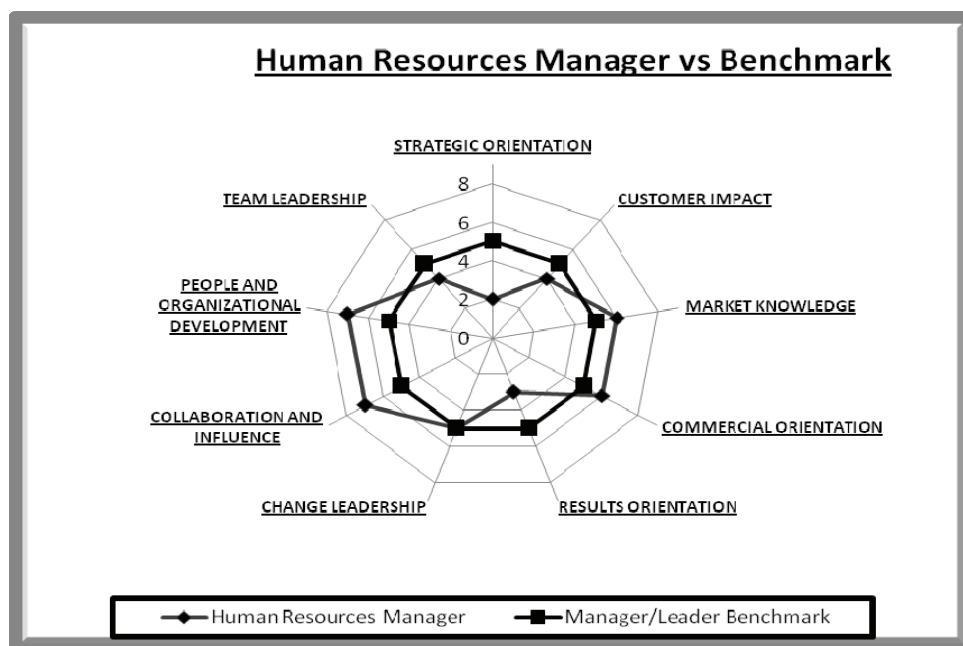 Human Resources Manager vs Benchmark
STRATEGIC ORIENTATION
CUSTOMER IMPACT
MARKET KNOWLEDGE
COMMERCIAL ORIENTATION
RESULTS ORIENTATION
CHANGE LEADERSHIP
COLLABORATION AND
INFLUENCE
PEOPLE AND
ORGANIZATIONAL
DEVELOPMENT
TEAM LEADERSHIP
8
6
4
2
0
Human Resources Manager
Manager/Leader Benchmark